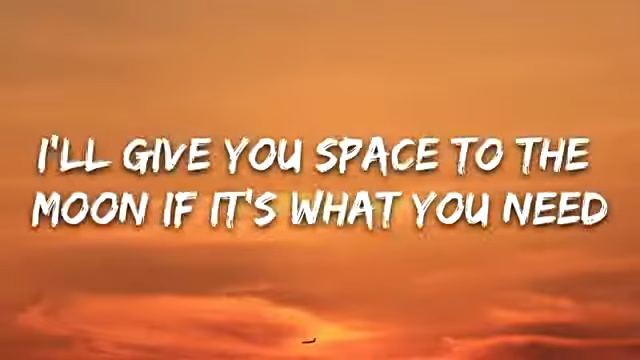 I'LL GIVE YOU SPACE TO THE
MOON IF IT'S WHAT YOU NEED